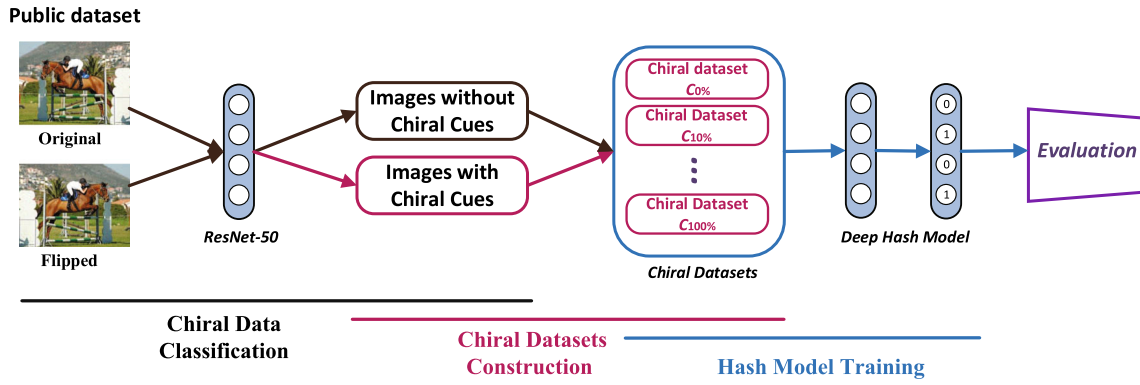 Public dataset
Original
Flipped
ResNet-50
Images without
Chiral Cues
Images with
Chiral Cues
Chiral dataset
C0%
Chiral Dataset
C10%
Chiral Dataset
C100%
Chiral Datasets
0
1
0
1
Deep Hash Model
Evaluation
Chiral Data
Classification
Chiral Datasets
Construction
Hash Model Training